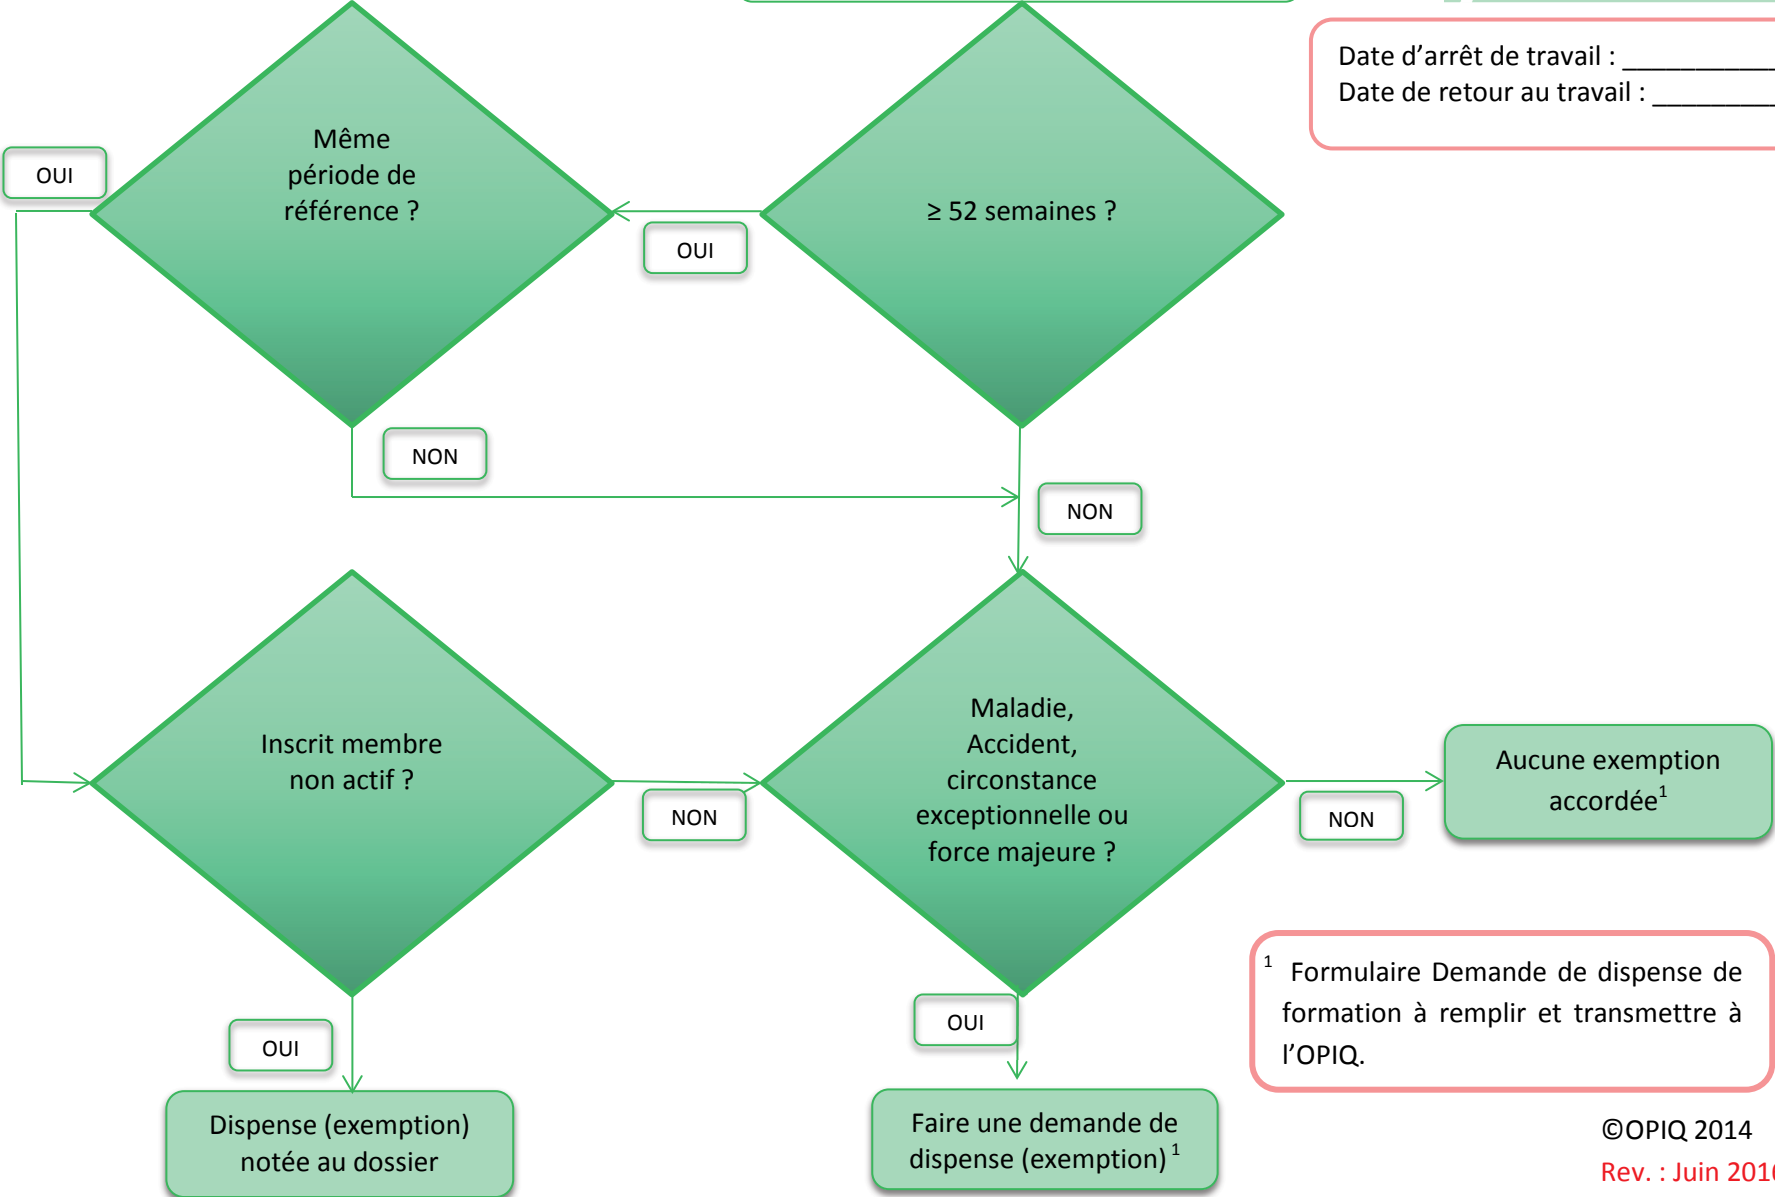 Date d’arrêt de travail : ___________
Date de retour au travail : _________
Même
période de
référence ?
≥ 52 semaines ?
OUI
OUI
NON
NON
Inscrit membre
non actif ?
Maladie,
Accident,
circonstance
exceptionnelle ou
force majeure ?
Aucune exemption
accordée¹
NON
NON
¹ Formulaire Demande de dispense de
formation à remplir et transmettre à
l’OPIQ.
OUI
OUI
Dispense (exemption)
notée au dossier
Faire une demande de
dispense (exemption) ¹
©OPIQ 2014
Rev. : Juin 201